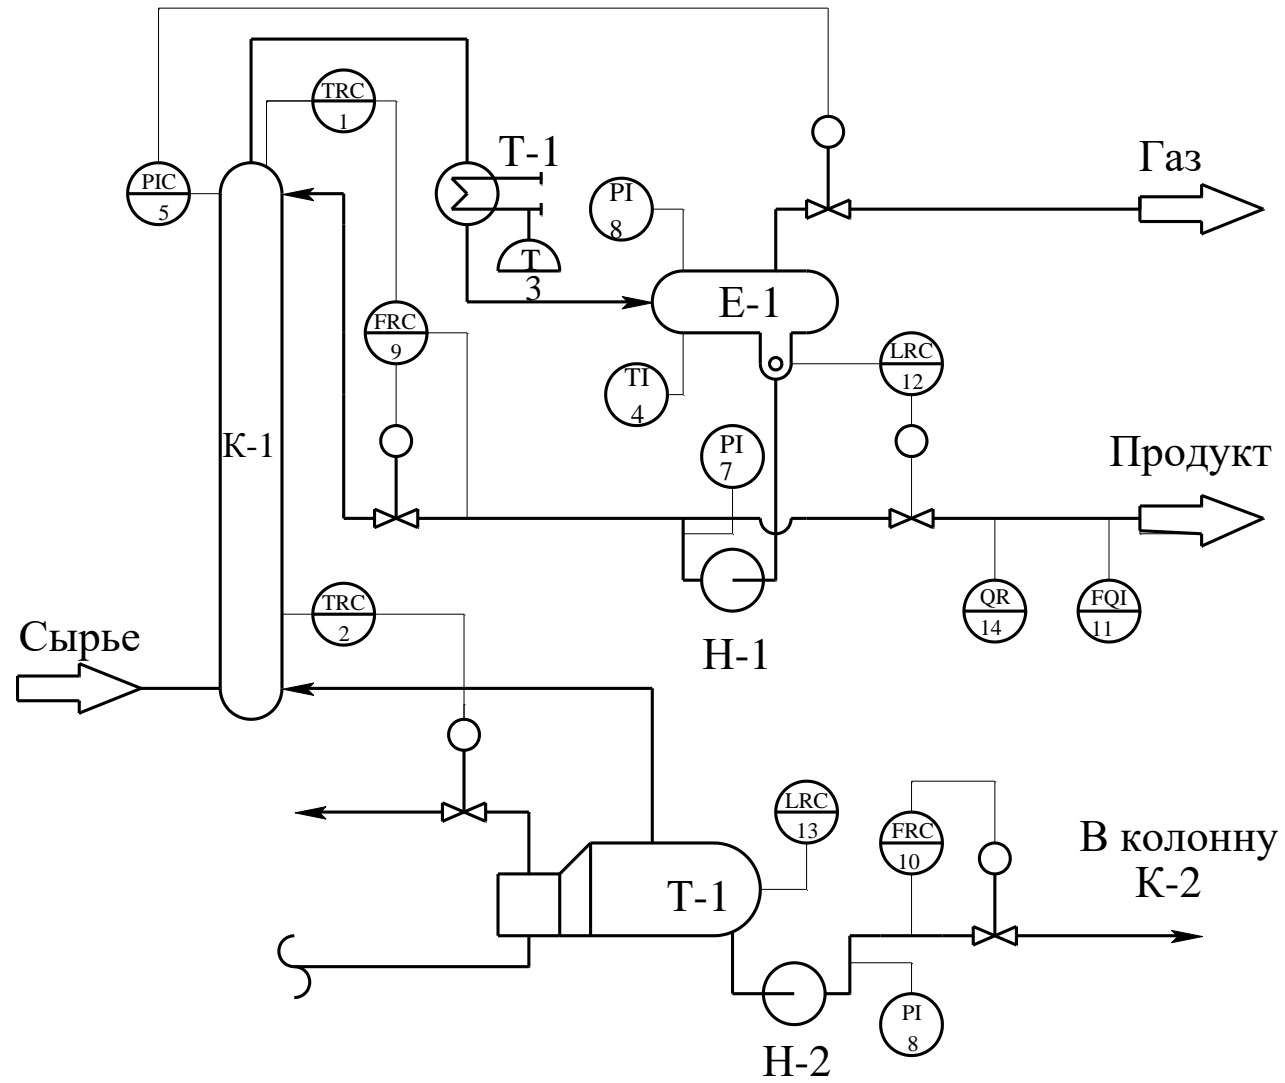 TRC
1
Т-1
Газ
PIC
5
PI
8
Т
3
Е-1
FRC
9
LRC
12
TI
4
К-1
PI
7
Продукт
TRC
2
QR
14
FQI
11
Сырье
Н-1
LRC
13
FRC
10
В колонну
К-2
Т-1
PI
8
Н-2